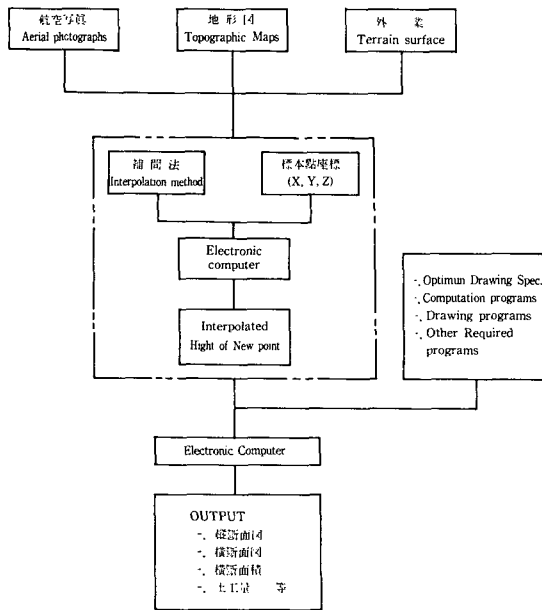 航空写眞
Aerial photographs
地形図
Topographic Maps
外 業
Terrain surface
補間法
Interpolation method
標本點座標
(X, Y, Z)
Electronic
computer
Interpolated
Hight of New point
-. Optimun Drawing Spec.
-. Computation programs
-. Drawing programs
-. Other Required
programs
Electronic Computer
OUTPUT
-. 縱斷面図
-. 橫斷面図
-. 橫斷面積
-. 土工量 等